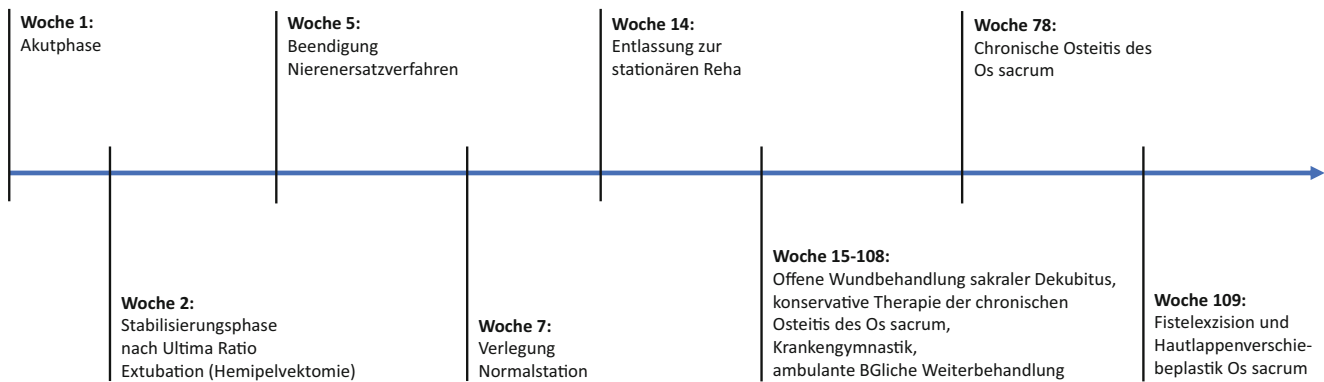 Woche 1:
Akutphase
Woche 5:
Beendigung
Nierenersatzverfahren
Woche 14:
Entlassung zur
stationären Reha
Woche 78:
Chronische Osteitis des
Os sacrum
Woche 2:
Stabilisierungsphase
nach Ultima Ratio
Extubation (Hemipelvektomie)
Woche 7:
Verlegung
Normalstation
Woche 15-108:
Offene Wundbehandlung sakraler Dekubitus,
konservative Therapie der chronischen
Osteitis des Os sacrum,
Krankengymnastik,
ambulante BGliche Weiterbehandlung
Woche 109:
Fistelexzision und
Hautlappenverschie-
beplastik Os sacrum